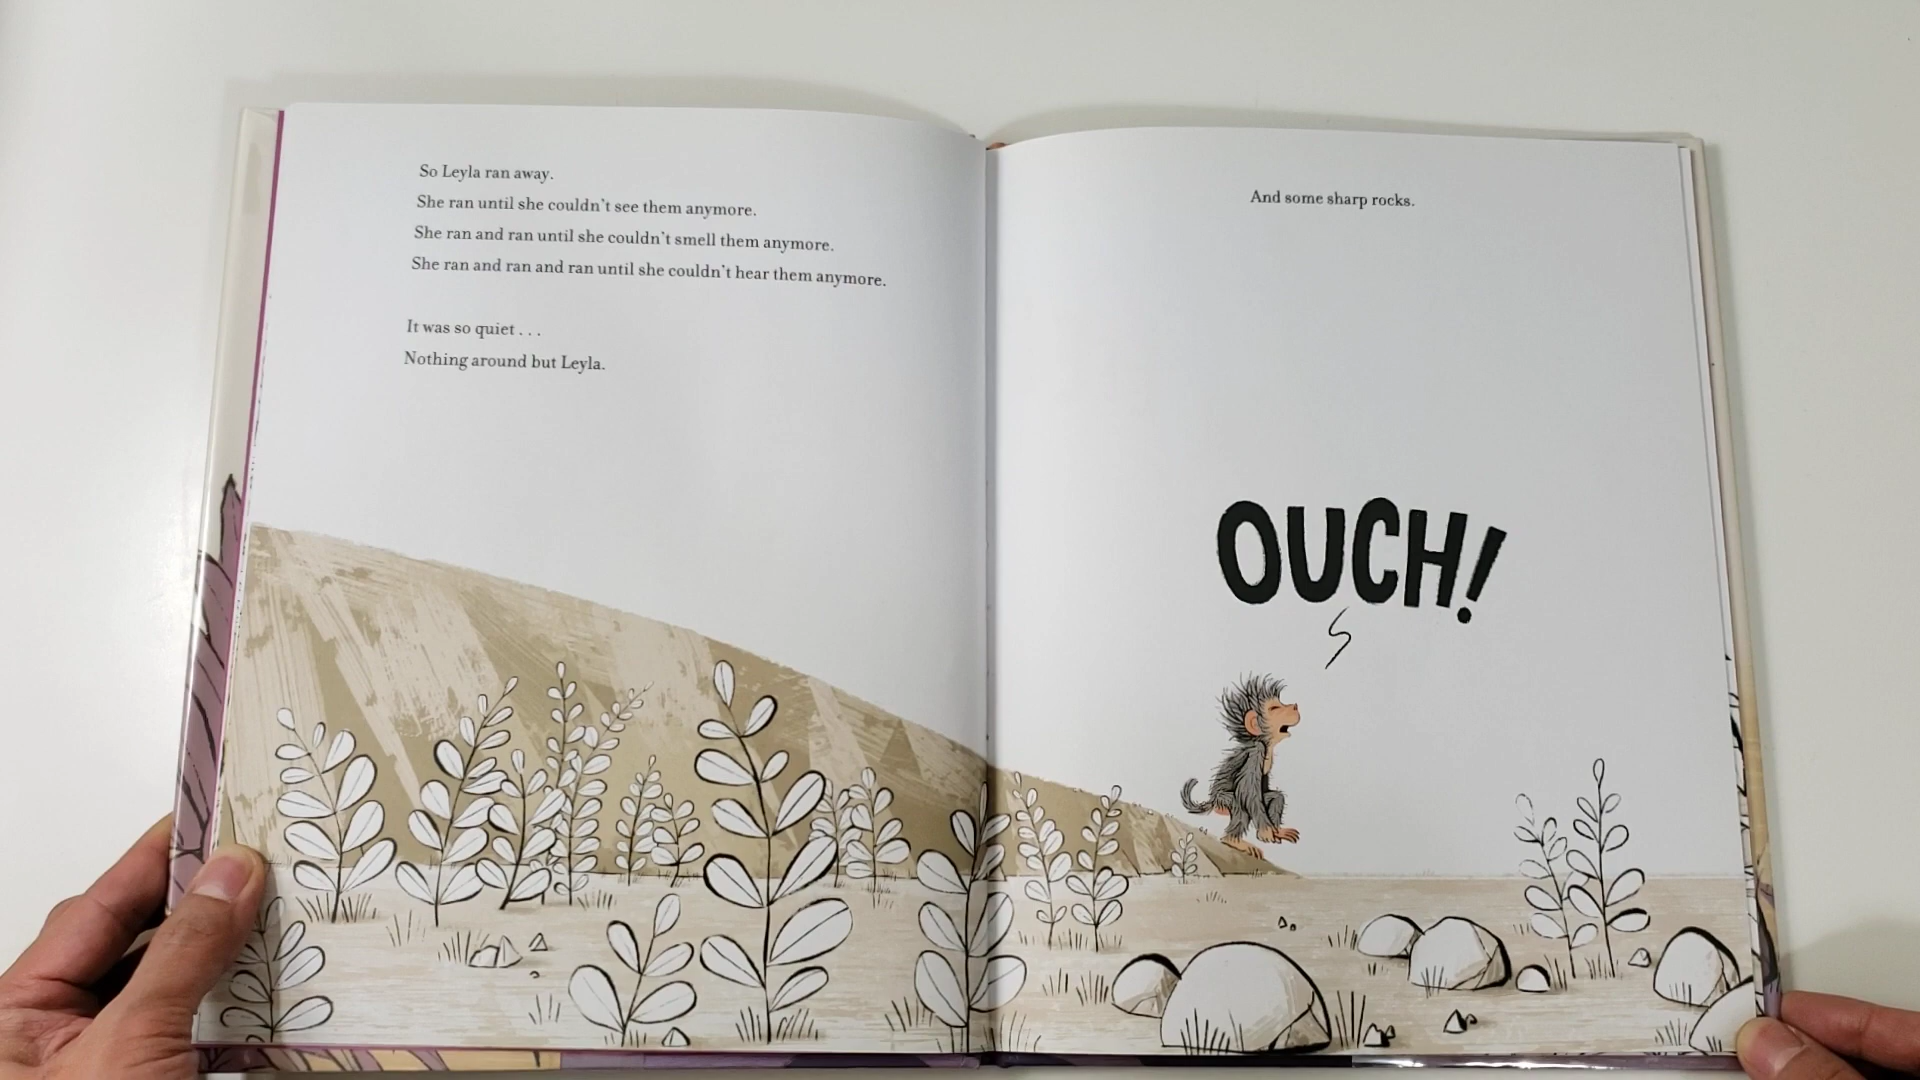 So Leyla ran away.
She ran until she couldn't see them anymore.
She ran and ran until she couldn't smell them anymore.
She ran and ran and ran until she couldn't hear them anymore.
It was so quiet . . .
Nothing around but Leyla.
And some sharp rocks.
OUCH!